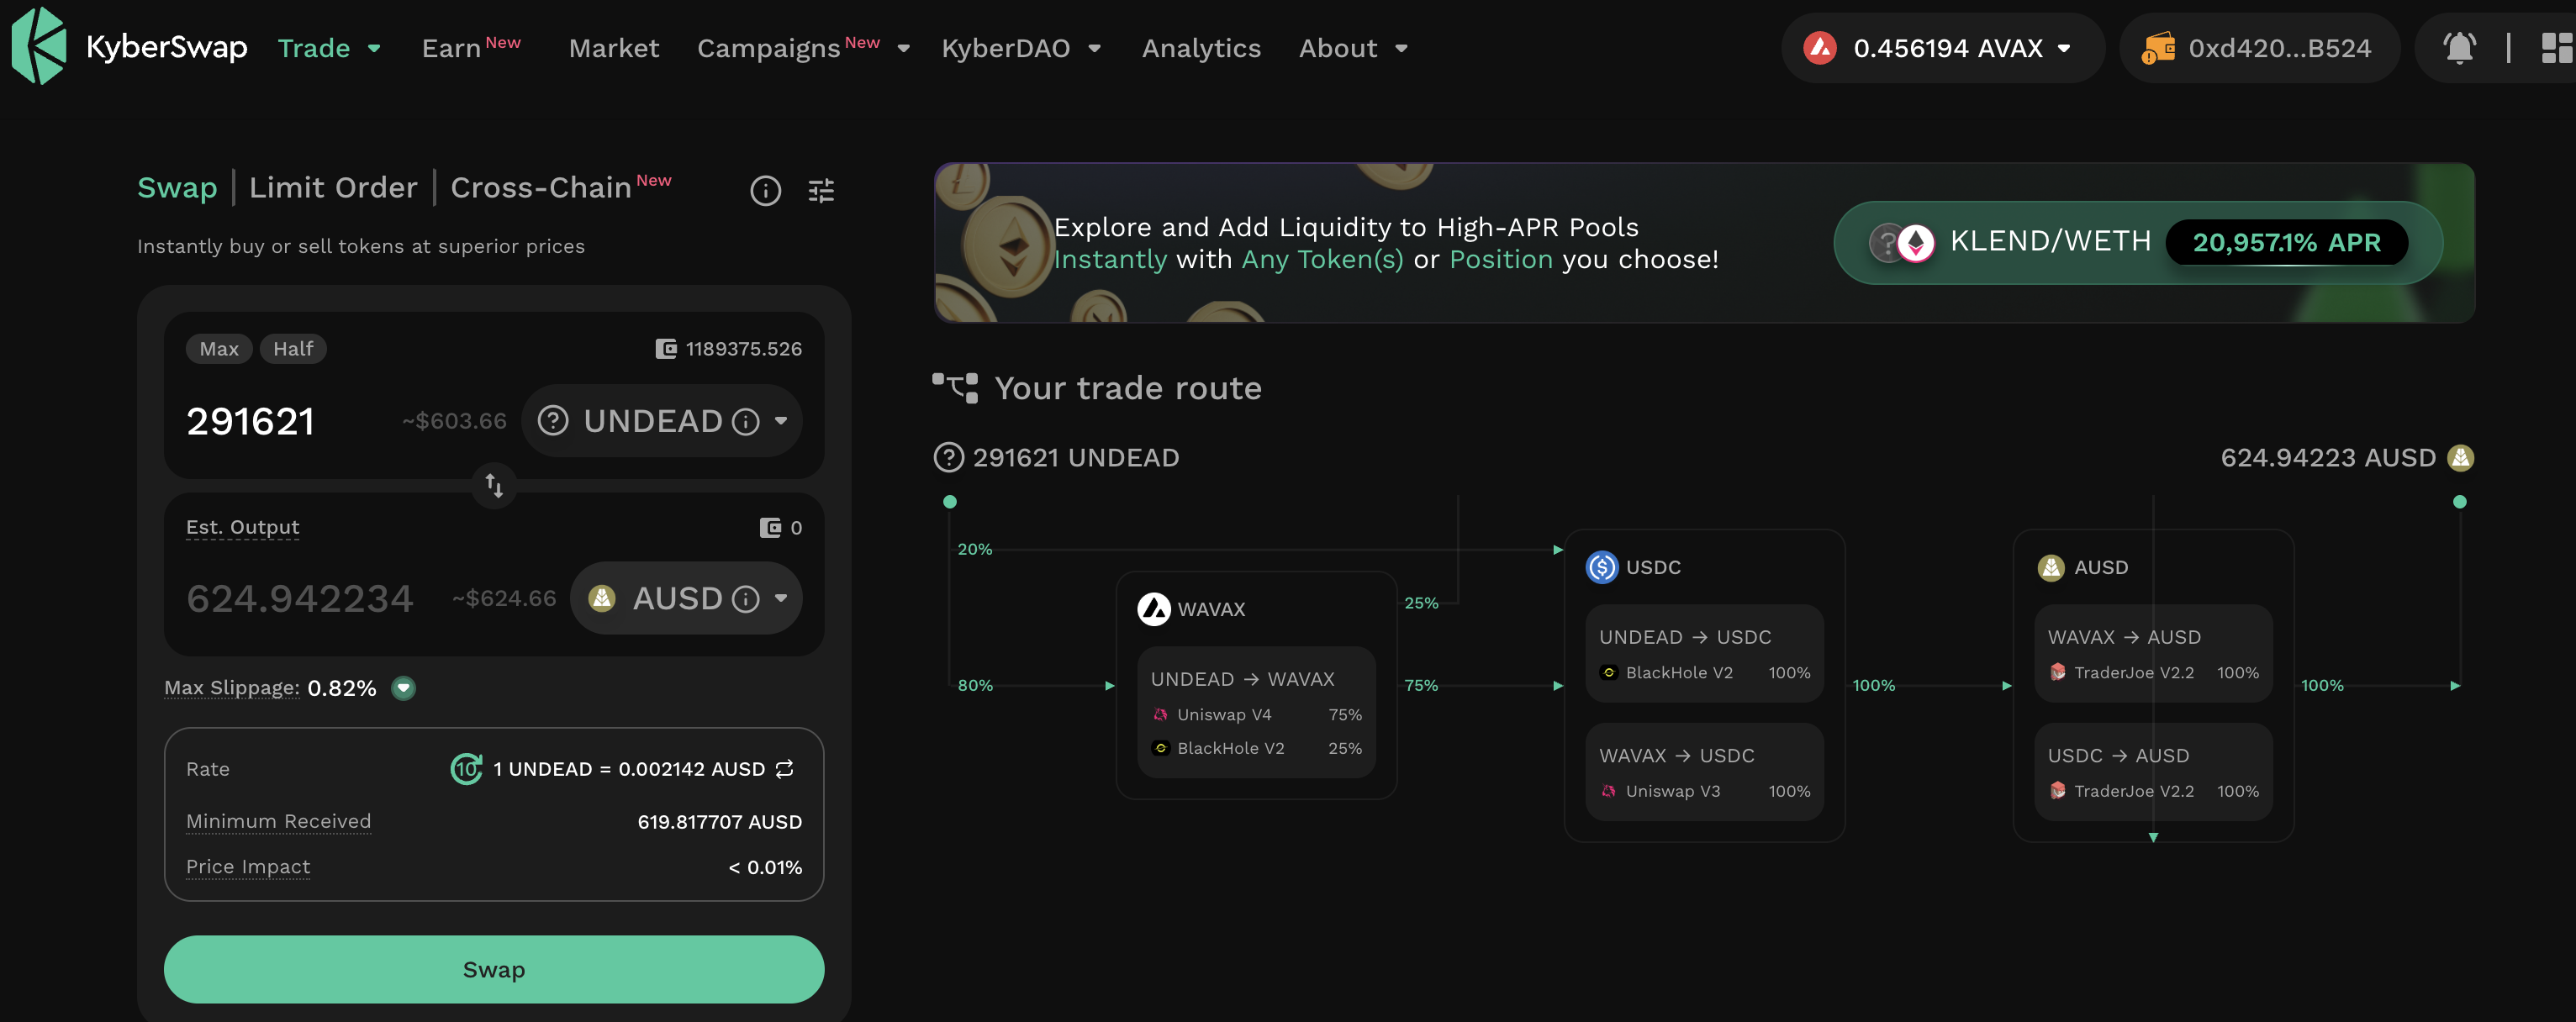 KyberSwap Trade Earn New Market Campaigns New KyberDAO Analytics About 0.456194 AVAX 0xd420...B524
Swap | Limit Order | Cross-Chain New
Instantly buy or sell tokens at superior prices
Max Half 1189375.526
291621 ~$603.66 UNDEAD
Est. Output 0
624.942234 ~$624.66 AUSD
Max Slippage: 0.82%
Rate 10 1 UNDEAD = 0.002142 AUSD
Minimum Received 619.817707 AUSD
Price Impact < 0.01%
Swap
Explore and Add Liquidity to High-APR Pools
Instantly with Any Token(s) or Position you choose!
KLEND/WETH 20,957.1% APR
Your trade route
291621 UNDEAD
624.94223 AUSD
20%
80%
WAVAX
UNDEAD → WAVAX
Uniswap V4 75%
BlackHole V2 25%
25%
75%
USDC
UNDEAD → USDC
BlackHole V2 100%
WAVAX → USDC
Uniswap V3 100%
100%
AUSD
WAVAX → AUSD
TraderJoe V2.2 100%
USDC → AUSD
TraderJoe V2.2 100%
100%